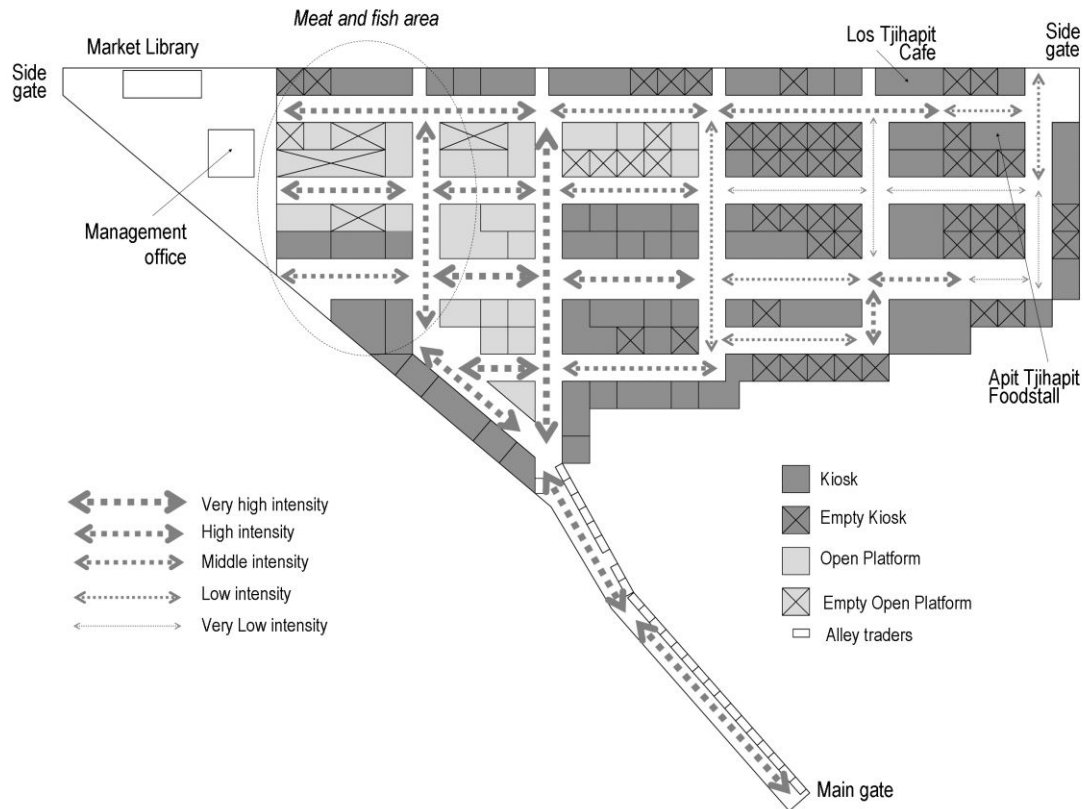 Meat and fish area
Market Library
Los Tjihapit
Cafe
Side
gate
Side
gate
Management
office
Apit Tjihapit
Foodstall
Very high intensity
High intensity
Middle intensity
Low intensity
Very Low intensity
Kiosk
Empty Kiosk
Open Platform
Empty Open Platform
Alley traders
Main gate